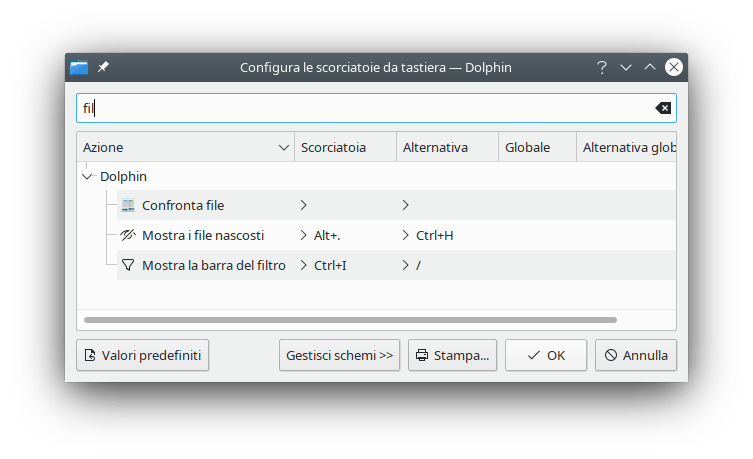 Configura le scorciatoie da tastiera — Dolphin
fil
Azione Scorciatoia Alternativa Globale Alternativa glob
Dolphin
Confronta file
Mostra i file nascosti Alt+. Ctrl+H
Mostra la barra del filtro Ctrl+I /
Valori predefiniti Gestisci schemi >> Stampa... OK Annulla